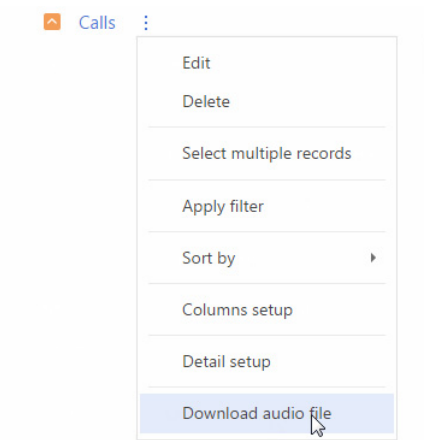 Calls
Edit
Delete
Select multiple records
Apply filter
Sort by
Columns setup
Detail setup
Download audio file